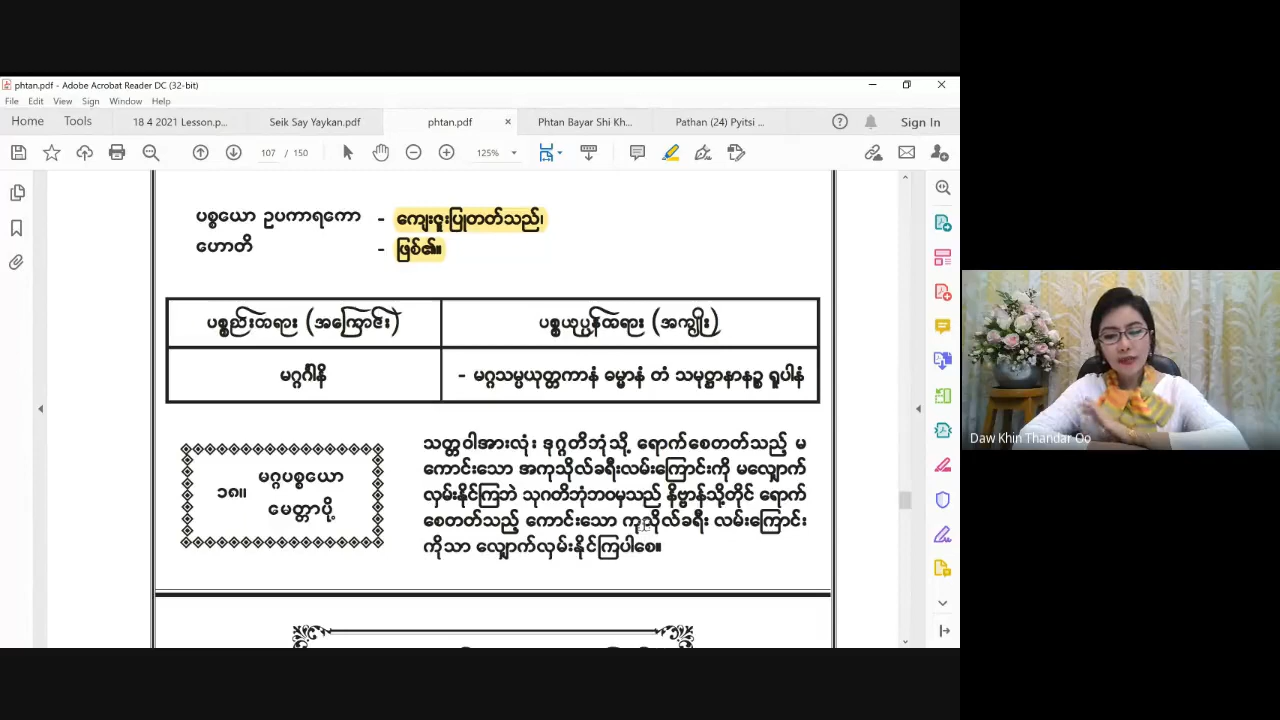 phtan.pdf - Adobe Acrobat Reader DC (32-bit)
File Edit View Sign Window Help
Home Tools 18 4 2021 Lesson.p... Seik Say Yaykan.pdf phtan.pdf × Phtan Bayar Shi Kh... Pathan (24) Pyitsi ... Sign In
107 / 150 125%
ပစ္စယော ဥပကာရကော - ကျေးဇူးပြုတတ်သည်၊
ဟောတိ - ဖြစ်၏။
ပစ္စည်းတရား (အကြောင်း) ပစ္စယုပ္ပန်တရား (အကျိုး)
မဂ္ဂင်္ဂါနိ - မဂ္ဂသမ္ပယုတ္တကာနံ ဓမ္မာနံ တံ သမုဋ္ဌာနာနဉ္စ ရူပါနံ
၁၈။ မဂ္ဂပစ္စယော
မေတ္တာပို့
သတ္တဝါအားလုံး ဒုဂ္ဂတိဘုံသို့ ရောက်စေတတ်သည့် မ
ကောင်းသော အကုသိုလ်ခရီးလမ်းကြောင်းကို မလျှောက်
လှမ်းနိုင်ကြဘဲ သုဂတိဘုံဘဝမှသည် နိဗ္ဗာန်သို့တိုင် ရောက်
စေတတ်သည့် ကောင်းသော ကုသိုလ်ခရီး လမ်းကြောင်း
ကိုသာ လျှောက်လှမ်းနိုင်ကြပါစေ။
Daw Khin Thandar Oo